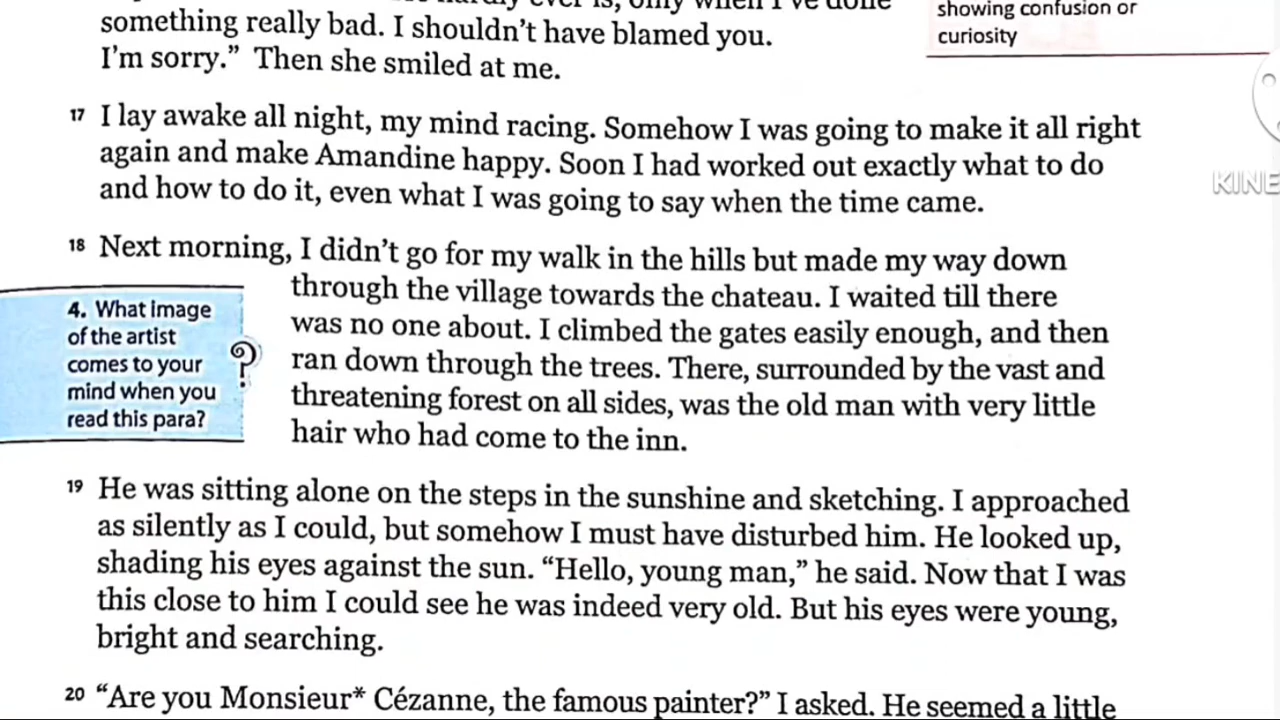 something really bad. I shouldn't have blamed you.
I'm sorry." Then she smiled at me.
showing confusion or
curiosity
17 I lay awake all night, my mind racing. Somehow I was going to make it all right
again and make Amandine happy. Soon I had worked out exactly what to do
and how to do it, even what I was going to say when the time came.
KINE
18 Next morning, I didn't go for my walk in the hills but made my way down
through the village towards the chateau. I waited till there
was no one about. I climbed the gates easily enough, and then
ran down through the trees. There, surrounded by the vast and
threatening forest on all sides, was the old man with very little
hair who had come to the inn.
4. What image
of the artist
comes to your
mind when you
read this para?
?
19 He was sitting alone on the steps in the sunshine and sketching. I approached
as silently as I could, but somehow I must have disturbed him. He looked up,
shading his eyes against the sun. "Hello, young man," he said. Now that I was
this close to him I could see he was indeed very old. But his eyes were young,
bright and searching.
20 "Are you Monsieur* Cézanne, the famous painter?" I asked. He seemed a little